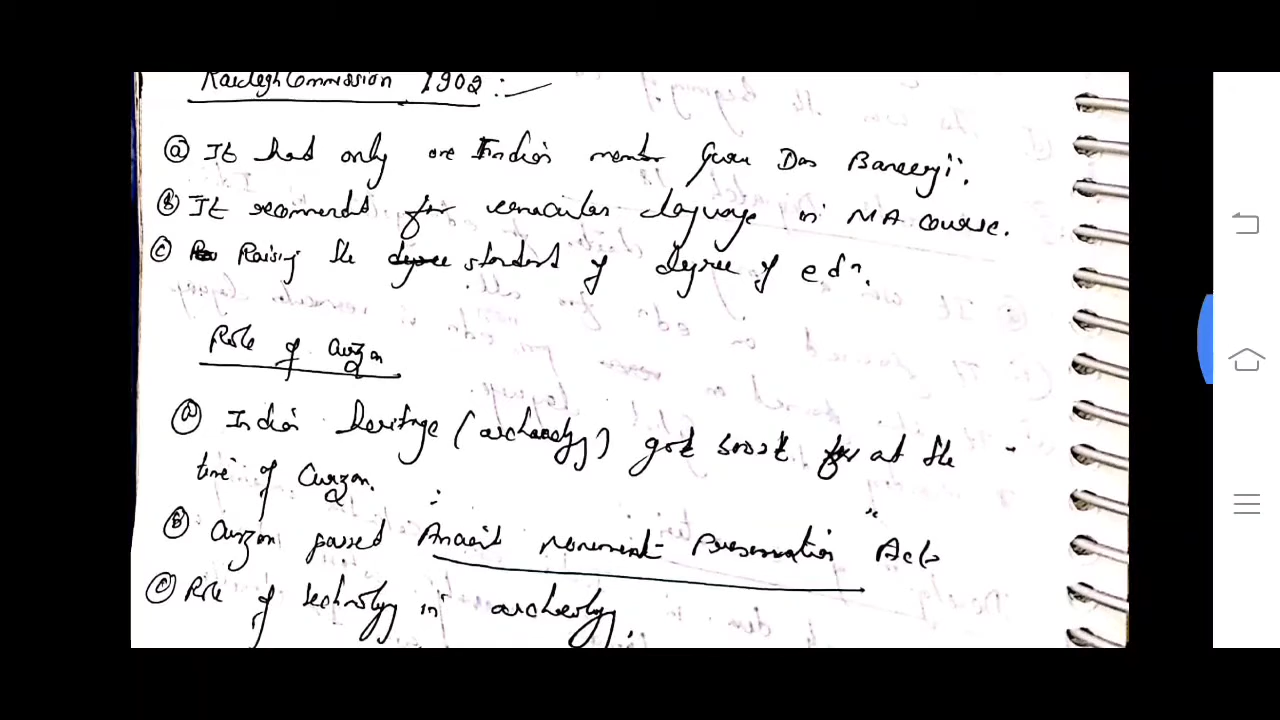 Raleigh Commission 1902 :-
ⓐ It had only one Indian member Guru Das Banerji.
ⓑ It recommends for vernacular language in MA course.
ⓒ Raising the standard of degree of edn.
Role of Curzon
ⓐ Indian heritage (archaeology) got boost at the
time of Curzon.
ⓑ Curzon passed Ancient Monument Preservation Act
ⓒ Role of technology in archeology.